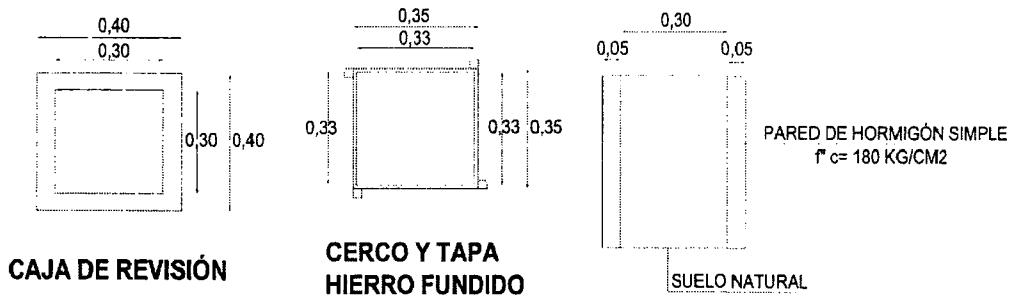 0,40
0,30
0,30
0,40
CAJA DE REVISIÓN
0,35
0,33
0,33
0,33
0,35
CERCO Y TAPA
HIERRO FUNDIDO
0,30
0,05
0,05
PARED DE HORMIGÓN SIMPLE
f" c= 180 KG/CM2
SUELO NATURAL